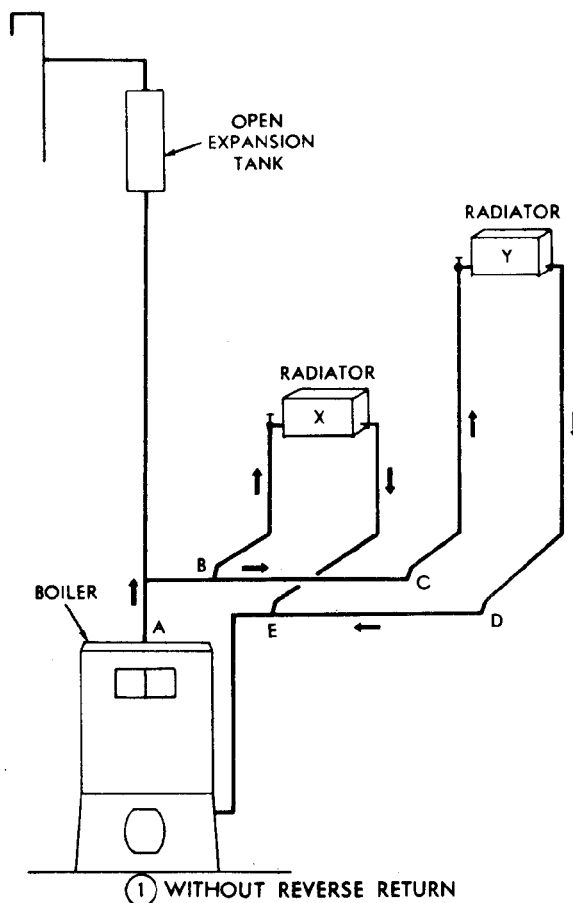 OPEN
EXPANSION
TANK
RADIATOR
Y
RADIATOR
X
B
C
BOILER
A
E
D
1 WITHOUT REVERSE RETURN